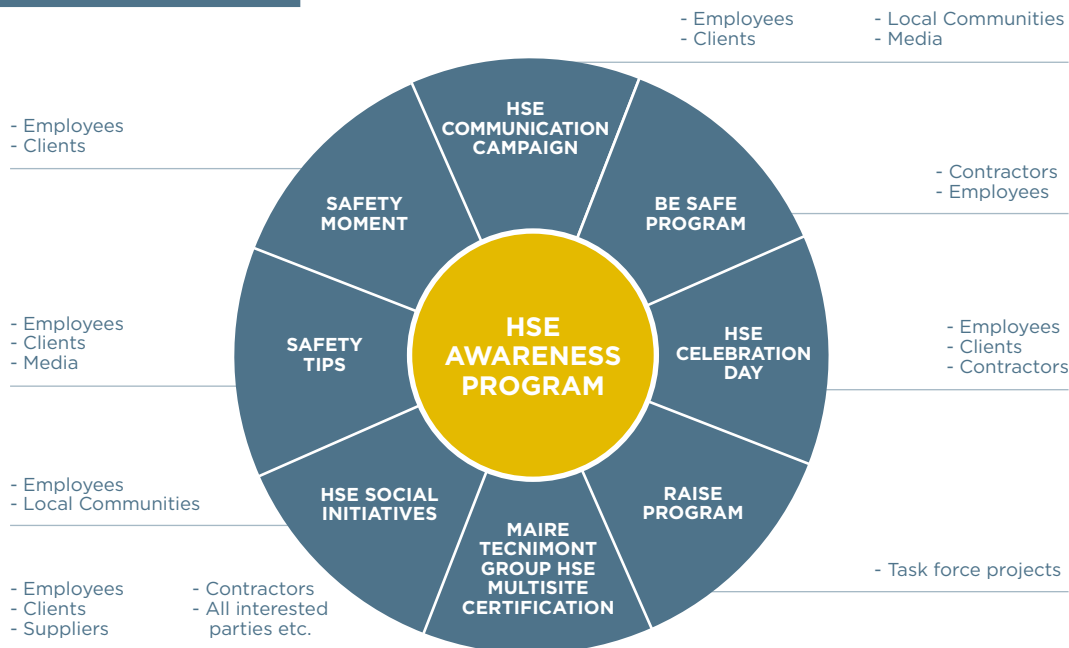 - Employees
- Clients
- Local Communities
- Media
HSE
COMMUNICATION
CAMPAIGN
- Employees
- Clients
SAFETY
MOMENT
BE SAFE
PROGRAM
- Contractors
- Employees
- Employees
- Clients
- Media
SAFETY
TIPS
HSE
AWARENESS
PROGRAM
HSE
CELEBRATION
DAY
- Employees
- Clients
- Contractors
- Employees
- Local Communities
HSE SOCIAL
INITIATIVES
RAISE
PROGRAM
MAIRE
TECNIMONT
GROUP HSE
MULTISITE
CERTIFICATION
- Task force projects
- Employees
- Clients
- Suppliers
- Contractors
- All interested
parties etc.